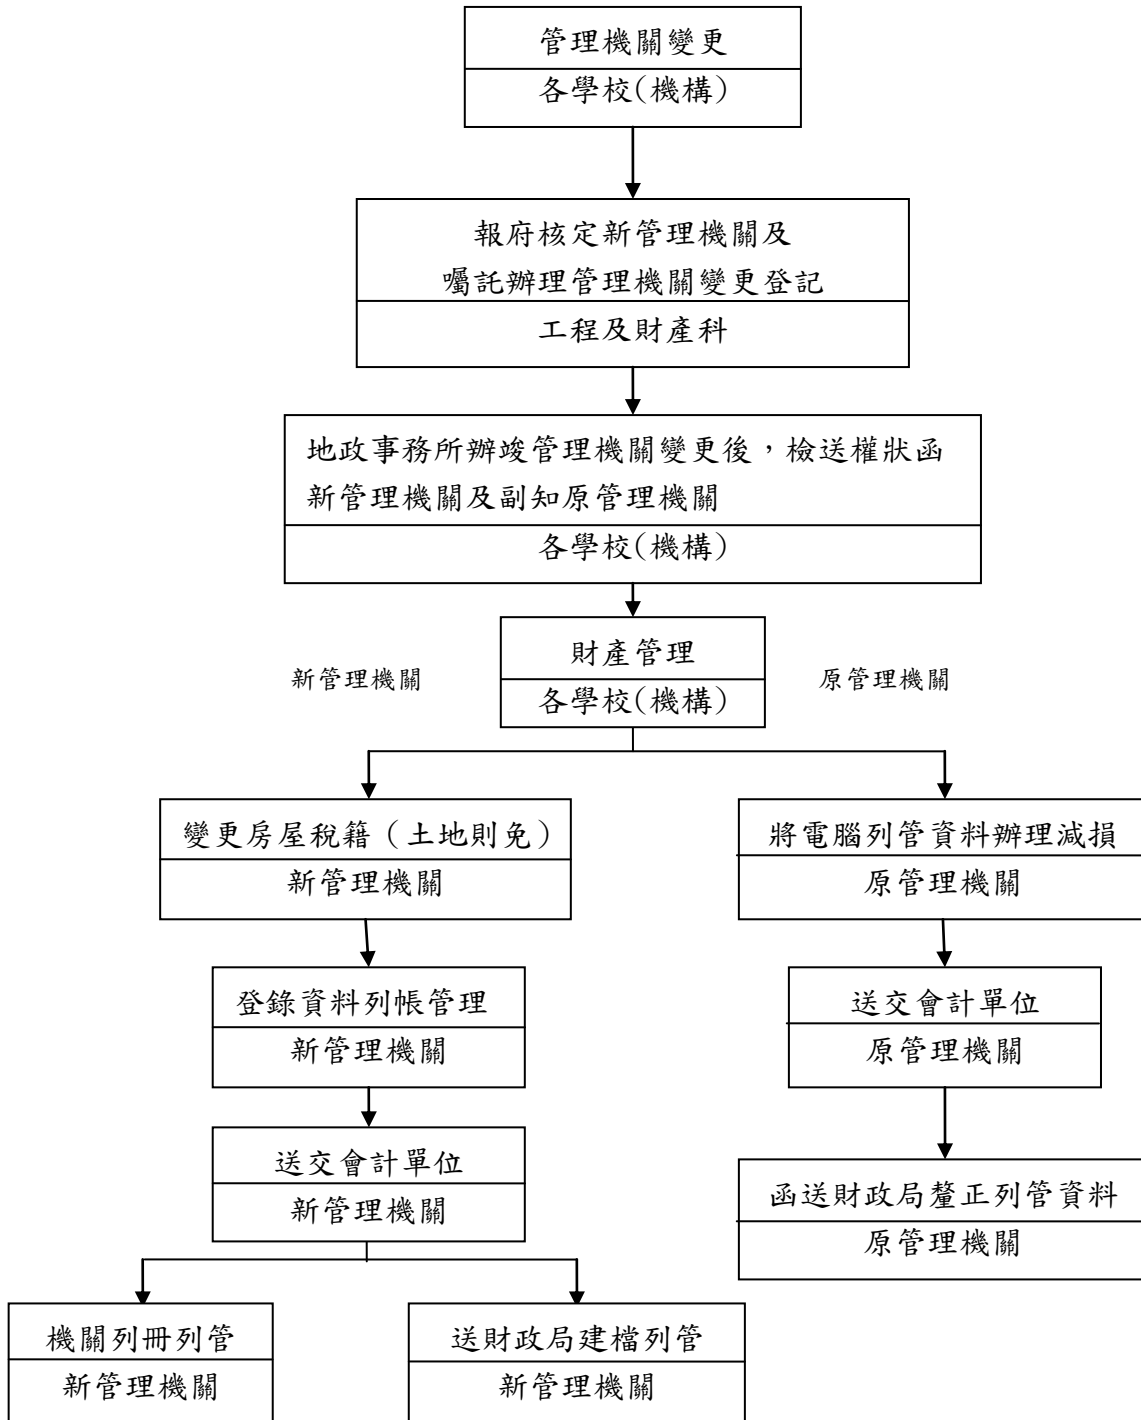 管理機關變更
各學校(機構)
報府核定新管理機關及
囑託辦理管理機關變更登記
工程及財產科
地政事務所辦竣管理機關變更後，檢送權狀函
新管理機關及副知原管理機關
各學校(機構)
財產管理
各學校(機構)
新管理機關
原管理機關
變更房屋稅籍（土地則免）
新管理機關
將電腦列管資料辦理減損
原管理機關
登錄資料列帳管理
新管理機關
送交會計單位
原管理機關
送交會計單位
新管理機關
函送財政局釐正列管資料
原管理機關
機關列冊列管
新管理機關
送財政局建檔列管
新管理機關